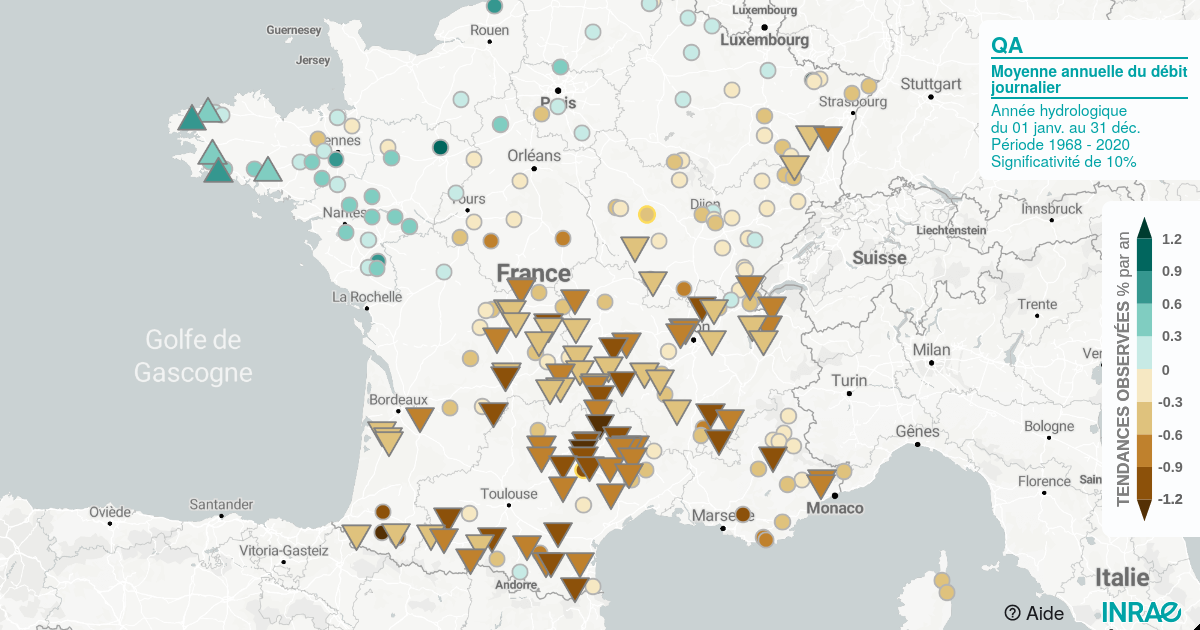 Guernesey
Jersey
Rouen
Luxembourg
Luxembourg
Paris
Stuttgart
Strasbourg
Orléans
Nantes
Dijon
Innsbruck
Liechtenstein
Suisse
France
La Rochelle
Golfe de
Gascogne
Trente
Milan
Turin
Bordeaux
Gênes
Bologne
Toulouse
Florence
Monaco
Marseille
Oviède
Santander
Vitoria-Gasteiz
Andorre
Italie
QA
Moyenne annuelle du débit
journalier
Année hydrologique
du 01 janv. au 31 déc.
Période 1968 - 2020
Significativité de 10%
TENDANCES OBSERVÉES % par an
1.2
0.9
0.6
0.3
0
-0.3
-0.6
-0.9
-1.2
Aide
INRAE